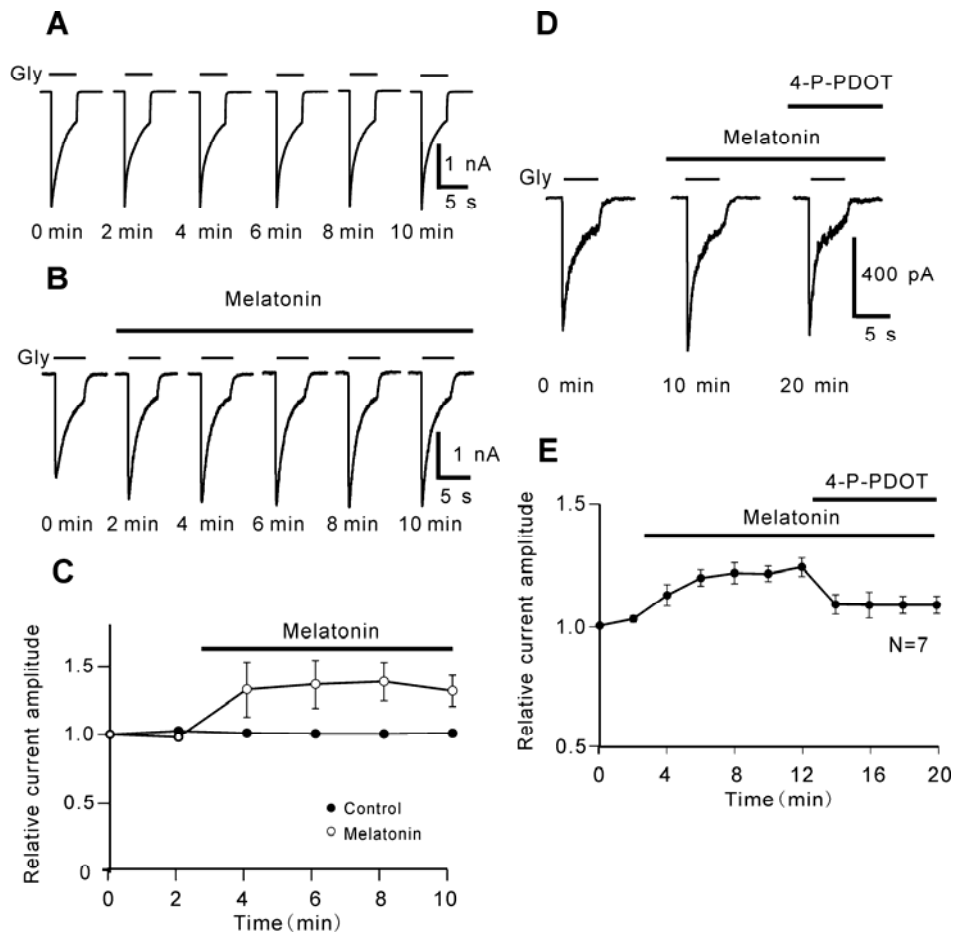 A
Gly
1 nA
5 s
0 min 2 min 4 min 6 min 8 min 10 min
B
Melatonin
Gly
1 nA
5 s
0 min 2 min 4 min 6 min 8 min 10 min
C
Melatonin
Relative current amplitude
1.5
1.0
0.5
0
Control
Melatonin
0 2 4 6 8 10
Time (min)
D
4-P-PDOT
Melatonin
Gly
400 pA
5 s
0 min 10 min 20 min
E
4-P-PDOT
Melatonin
Relative current amplitude
1.5
1.0
0.5
N=7
0 4 8 12 16 20
Time (min)